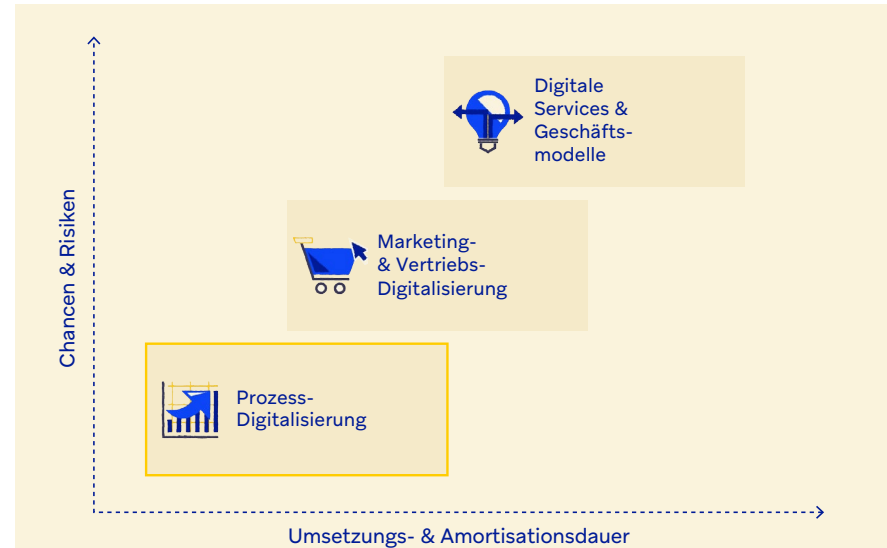 Digitale
Services &
Geschäfts-
modelle
Marketing-
& Vertriebs-
Digitalisierung
Prozess-
Digitalisierung
Chancen & Risiken
Umsetzungs- & Amortisationsdauer